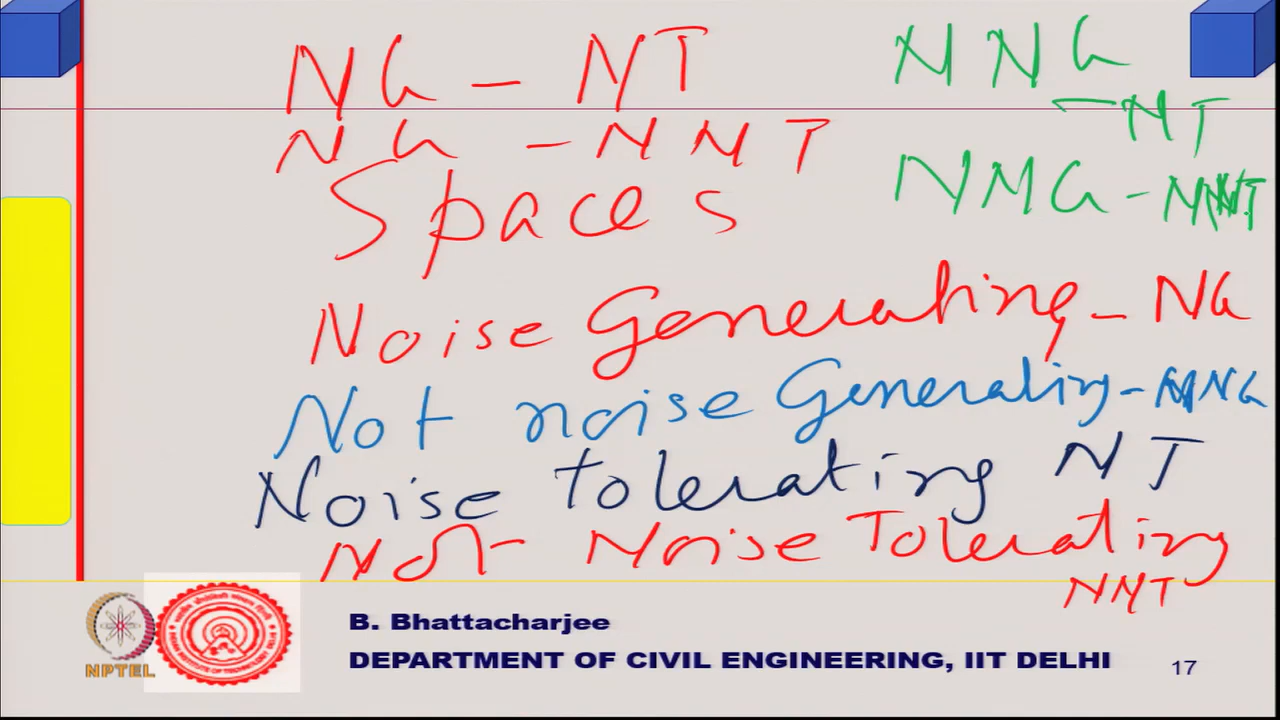 NG - NT
NNG
- NT
NG - NNT
NNG - NNT
Spaces
Noise Generating - NG
Not noise Generating - NNG
Noise Tolerating NT
Not Noise Tolerating
NNT
B. Bhattacharjee
DEPARTMENT OF CIVIL ENGINEERING, IIT DELHI
17
NPTEL